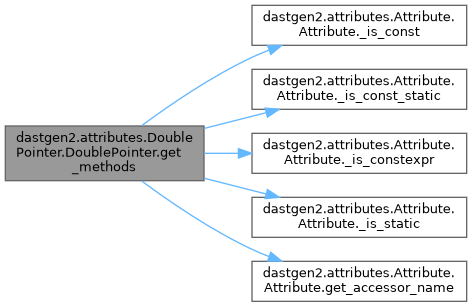 dastgen2.attributes.Double
Pointer.DoublePointer.get
_methods
dastgen2.attributes.Attribute.
Attribute._is_const
dastgen2.attributes.Attribute.
Attribute._is_const_static
dastgen2.attributes.Attribute.
Attribute._is_constexpr
dastgen2.attributes.Attribute.
Attribute._is_static
dastgen2.attributes.Attribute.
Attribute.get_accessor_name